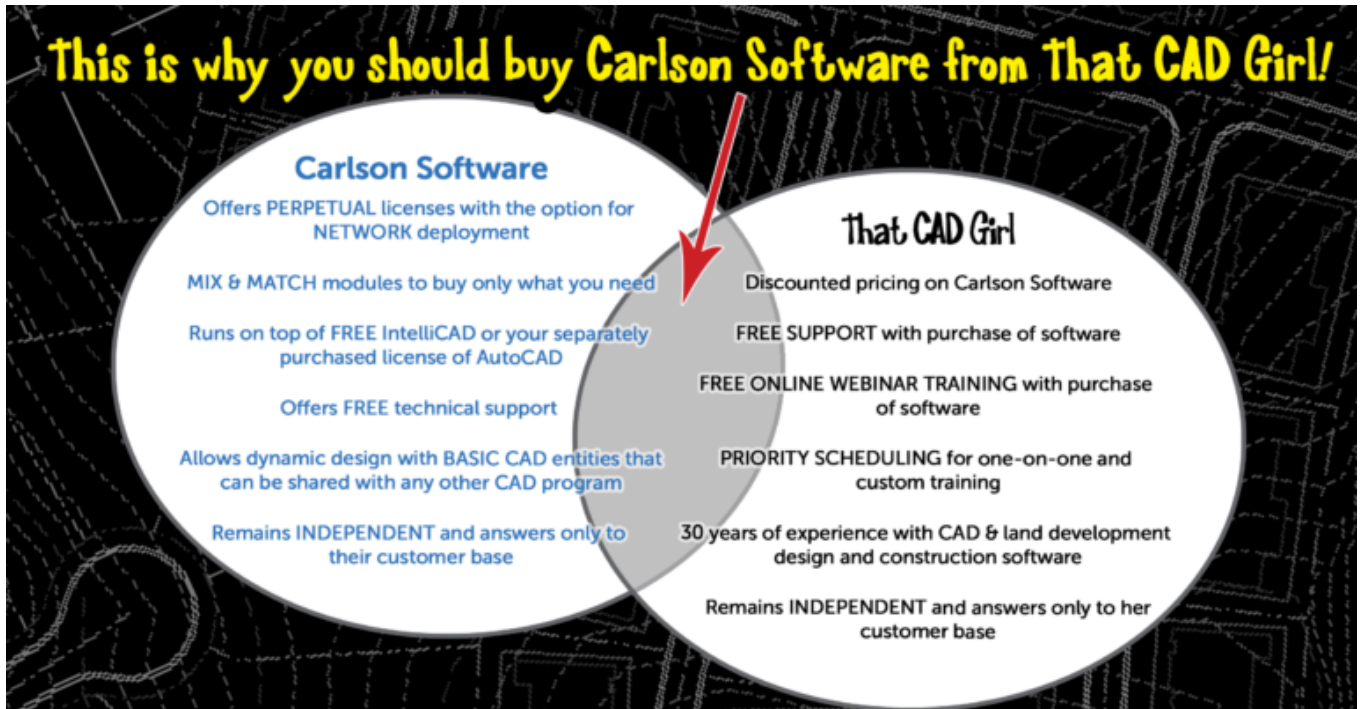 This is why you should buy Carlson Software from That CAD Girl!
Carlson Software
Offers PERPETUAL licenses with the option for
NETWORK deployment
MIX & MATCH modules to buy only what you need
Runs on top of FREE IntelliCAD or your separately
purchased license of AutoCAD
Offers FREE technical support
Allows dynamic design with BASIC CAD entities that
can be shared with any other CAD program
Remains INDEPENDENT and answers only to
their customer base
That CAD Girl
Discounted pricing on Carlson Software
FREE SUPPORT with purchase of software
FREE ONLINE WEBINAR TRAINING with purchase
of software
PRIORITY SCHEDULING for one-on-one and
custom training
30 years of experience with CAD & land development
design and construction software
Remains INDEPENDENT and answers only to her
customer base